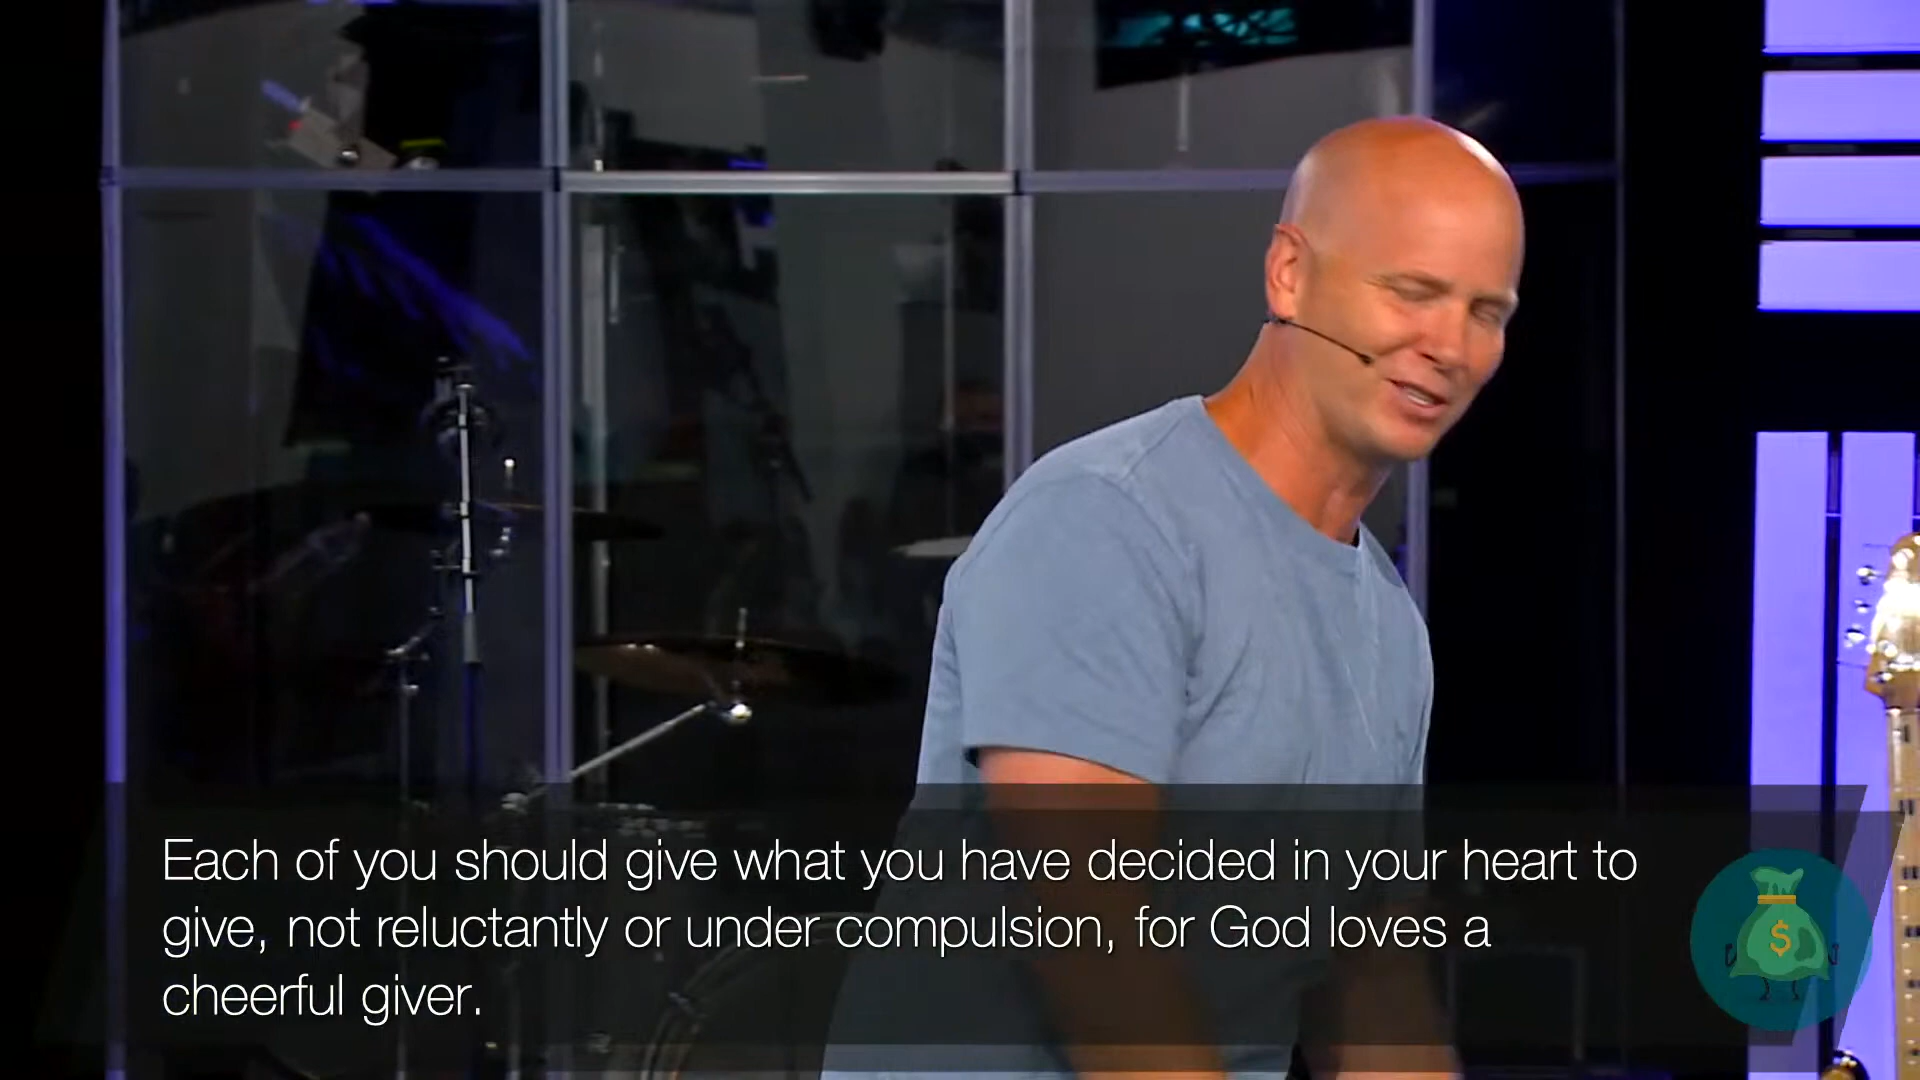 Each of you should give what you have decided in your heart to
give, not reluctantly or under compulsion, for God loves a
cheerful giver.
$